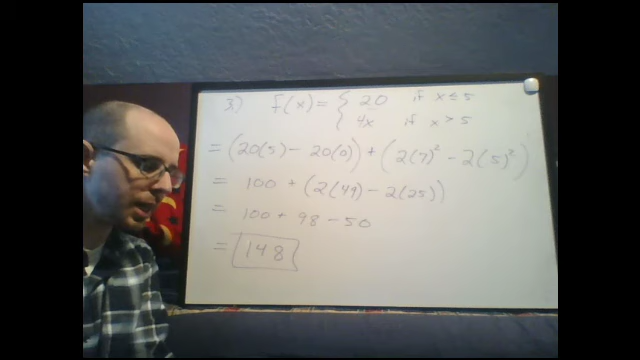 3) f(x) = { 20 if x ≤ 5
4x if x > 5
= (20(5) - 20(0)) + (2(7)² - 2(5)²)
= 100 + (2(49) - 2(25))
= 100 + 98 - 50
= 148